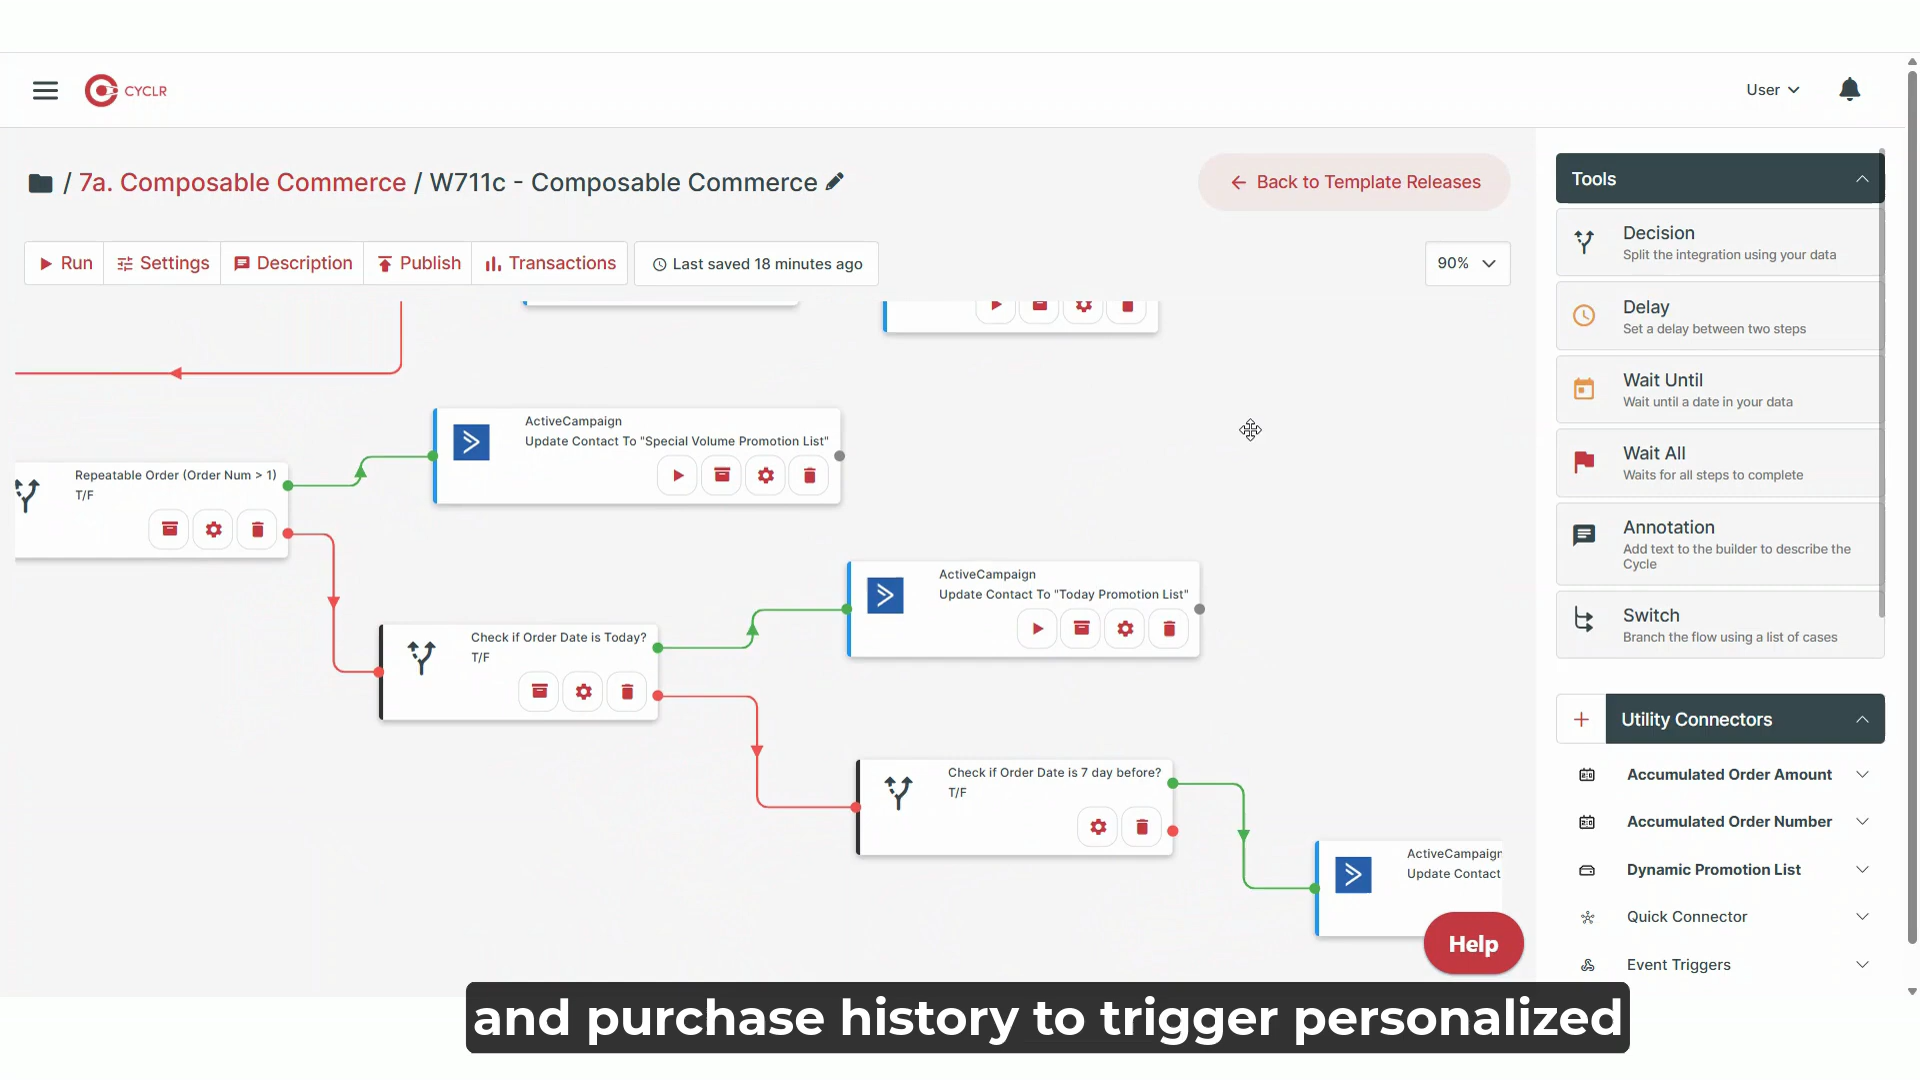 CYCLR
User
/ 7a. Composable Commerce / W711c - Composable Commerce
Back to Template Releases
Run
Settings
Description
Publish
Transactions
Last saved 18 minutes ago
90%
ActiveCampaign
Update Contact To "Special Volume Promotion List"
Repeatable Order (Order Num > 1)
T/F
ActiveCampaign
Update Contact To "Today Promotion List"
Check if Order Date is Today?
T/F
Check if Order Date is 7 day before?
T/F
ActiveCampaign
Update Contact
Help
Tools
Decision
Split the integration using your data
Delay
Set a delay between two steps
Wait Until
Wait until a date in your data
Wait All
Waits for all steps to complete
Annotation
Add text to the builder to describe the
Cycle
Switch
Branch the flow using a list of cases
Utility Connectors
Accumulated Order Amount
Accumulated Order Number
Dynamic Promotion List
Quick Connector
Event Triggers
and purchase history to trigger personalized